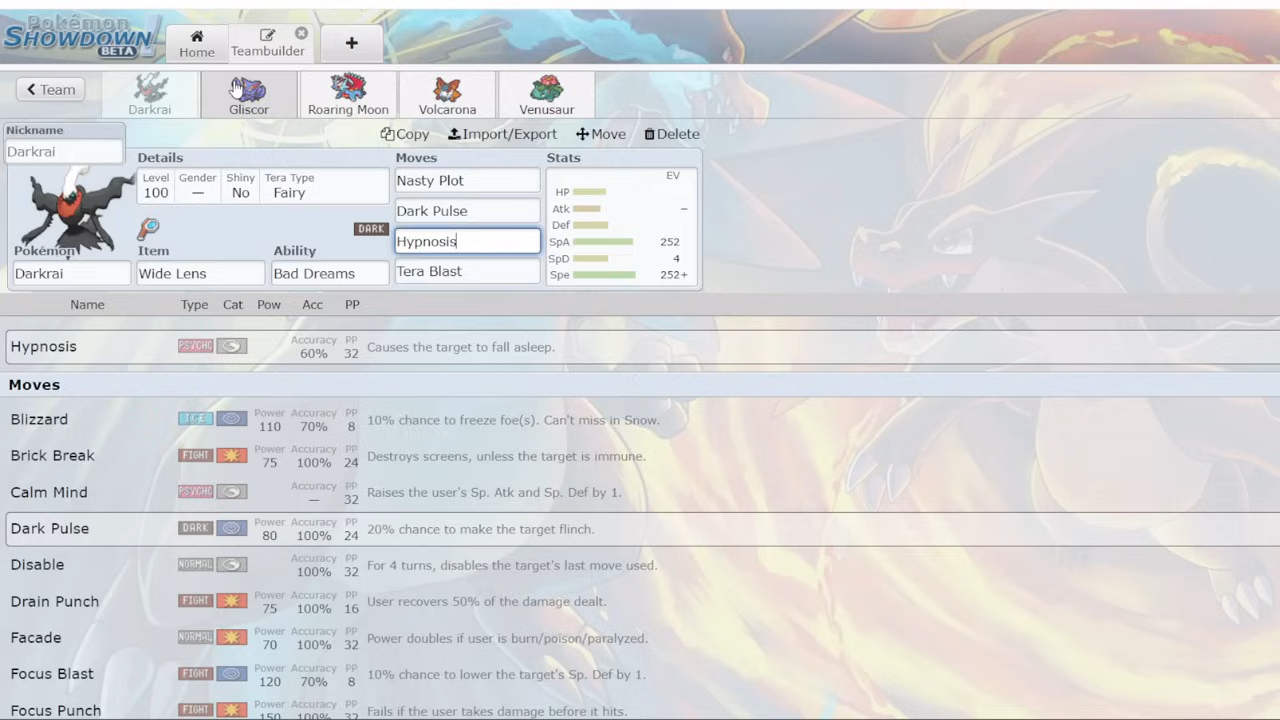 Pokémon
SHOWDOWN
BETA
Home
Teambuilder
+
Team
Darkrai
Gliscor
Roaring Moon
Volcarona
Venusaur
Nickname
Darkrai
Copy
Import/Export
Move
Delete
Details
Level
100
Gender
—
Shiny
No
Tera Type
Fairy
DARK
Pokémon
Darkrai
Item
Wide Lens
Ability
Bad Dreams
Moves
Nasty Plot
Dark Pulse
Hypnosis
Tera Blast
Stats
EV
HP
Atk –
Def
SpA 252
SpD 4
Spe 252+
Name Type Cat Pow Acc PP
Hypnosis PSYCHC Accuracy 60% PP 32 Causes the target to fall asleep.
Moves
Blizzard ICE Power 110 Accuracy 70% PP 8 10% chance to freeze foe(s). Can't miss in Snow.
Brick Break FIGHT Power 75 Accuracy 100% PP 24 Destroys screens, unless the target is immune.
Calm Mind PSYCHC Accuracy — PP 32 Raises the user's Sp. Atk and Sp. Def by 1.
Dark Pulse DARK Power 80 Accuracy 100% PP 24 20% chance to make the target flinch.
Disable NORMAL Accuracy 100% PP 32 For 4 turns, disables the target's last move used.
Drain Punch FIGHT Power 75 Accuracy 100% PP 16 User recovers 50% of the damage dealt.
Facade NORMAL Power 70 Accuracy 100% PP 32 Power doubles if user is burn/poison/paralyzed.
Focus Blast FIGHT Power 120 Accuracy 70% PP 8 10% chance to lower the target's Sp. Def by 1.
Focus Punch FIGHT Power 150 Accuracy 100% PP 32 Fails if the user takes damage before it hits.